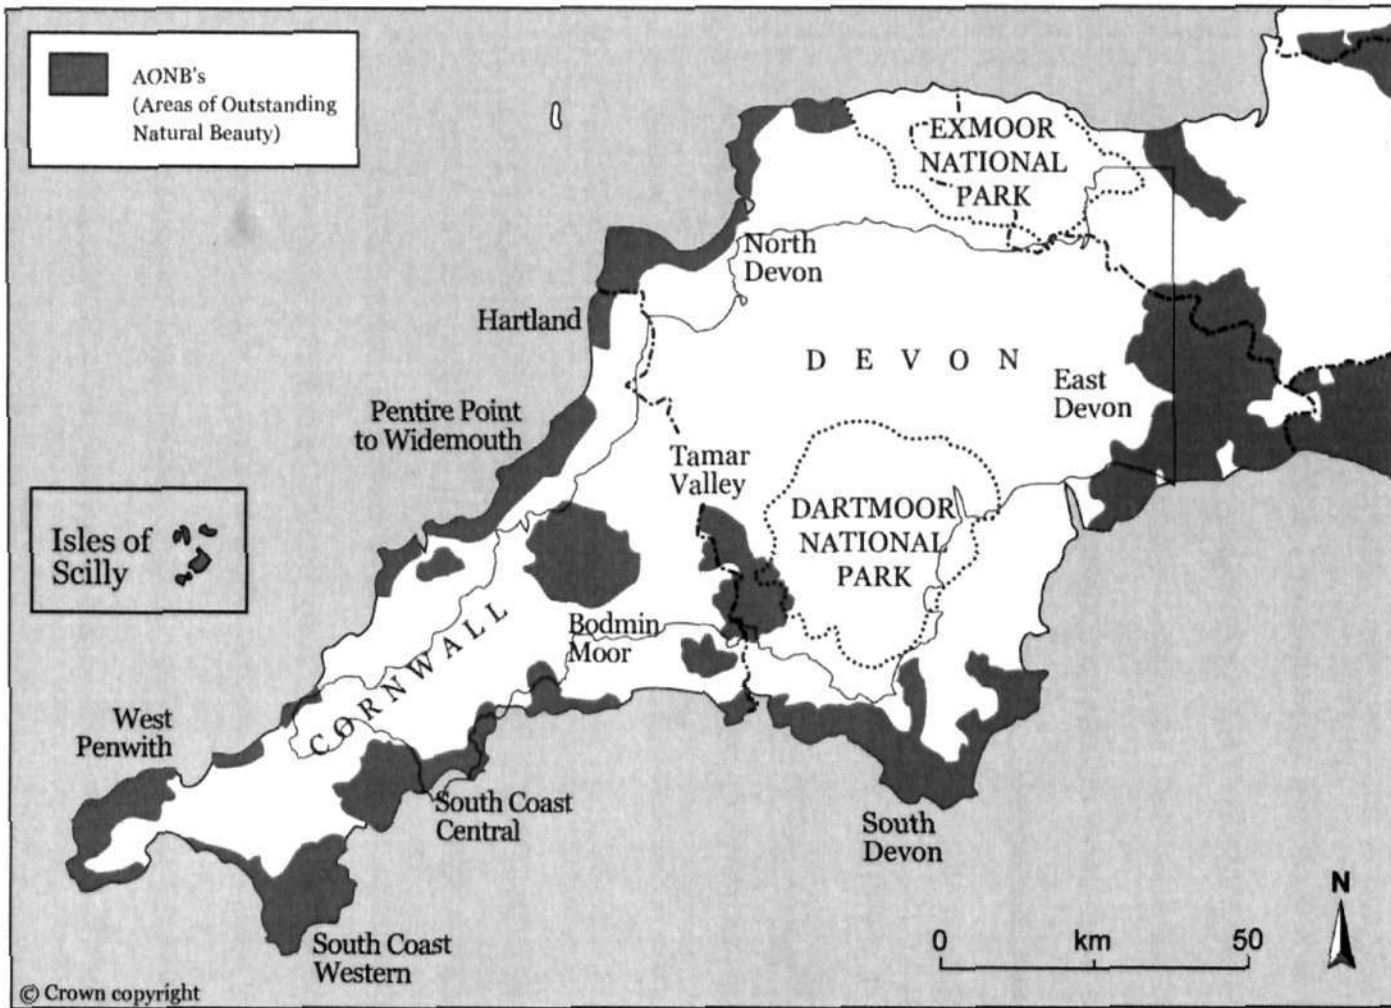 AONB's
(Areas of Outstanding
Natural Beauty)
EXMOOR
NATIONAL
PARK
North
Devon
Hartland
DEVON
East
Devon
Pentire Point
to Widemouth
Tamar
Valley
DARTMOOR
NATIONAL
PARK
Isles of
Scilly
Bodmin
Moor
CORNWALL
West
Penwith
South Coast
Central
South
Devon
South Coast
Western
N
0 km 50
© Crown copyright